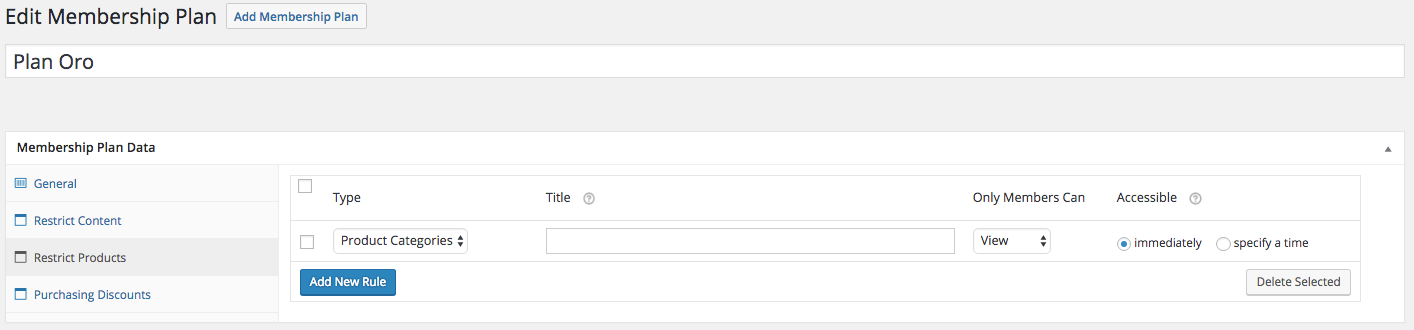 Edit Membership Plan Add Membership Plan
Plan Oro
Membership Plan Data
General
Restrict Content
Restrict Products
Purchasing Discounts
Type Title ? Only Members Can Accessible ?
Product Categories View immediately specify a time
Add New Rule Delete Selected